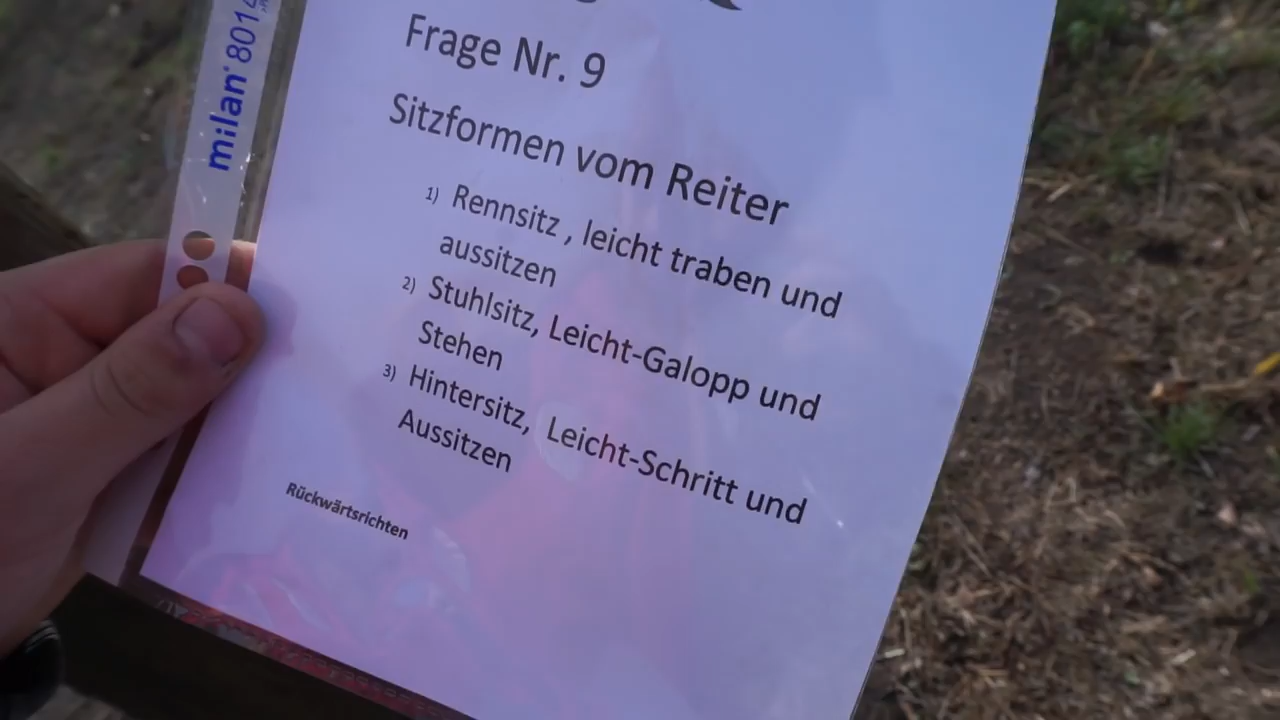 milan® 8014
Frage Nr. 9
Sitzformen vom Reiter
1) Rennsitz , leicht traben und
aussitzen
2) Stuhlsitz, Leicht-Galopp und
Stehen
3) Hintersitz, Leicht-Schritt und
Aussitzen
Rückwärtsrichten